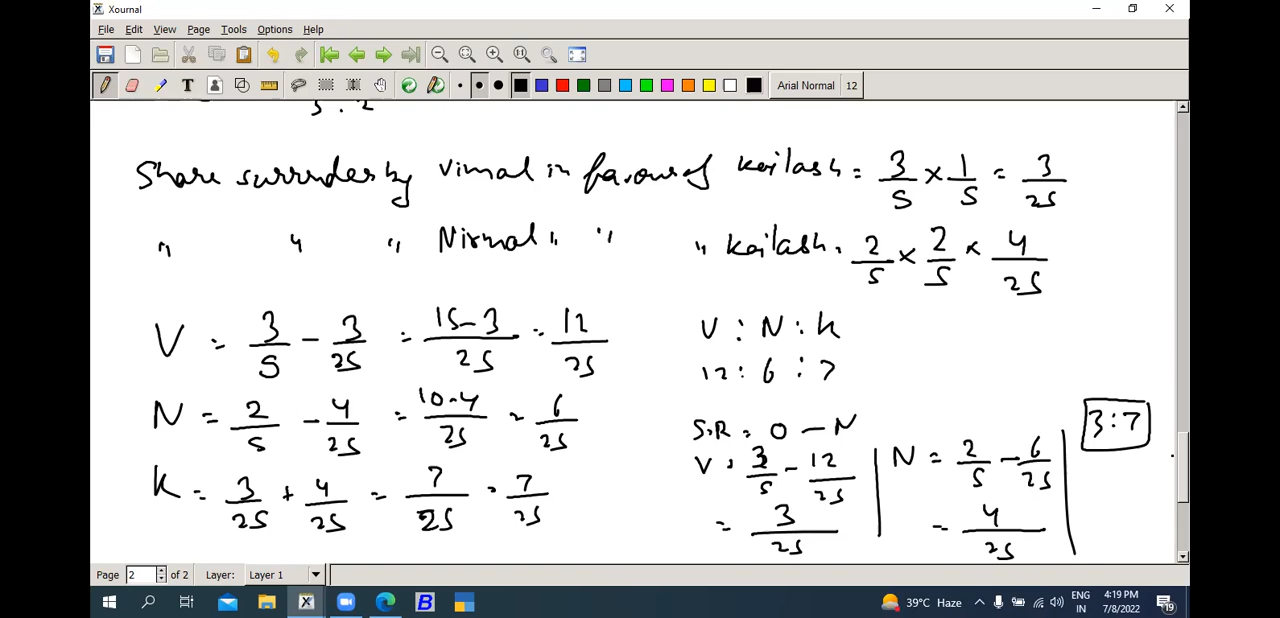 Xournal
File Edit View Page Tools Options Help
Arial Normal 12
3 : 2
Share surrender by Vimal in favour of Kailash = 3/5 × 1/5 = 3/25
" " " Nirmal " " " Kailash = 2/5 × 2/5 × 4/25
V = 3/5 - 3/25 = 15-3/25 = 12/25
N = 2/5 - 4/25 = 10-4/25 = 6/25
K = 3/25 + 4/25 = 7/25 = 7/25
V : N : K
12 : 6 : 7
S.R = O - N
V = 3/5 - 12/25
= 3/25
N = 2/5 - 6/25
= 4/25
3:7
Page 2 of 2 Layer: Layer 1
39°C Haze ENG IN 4:19 PM 7/8/2022 19